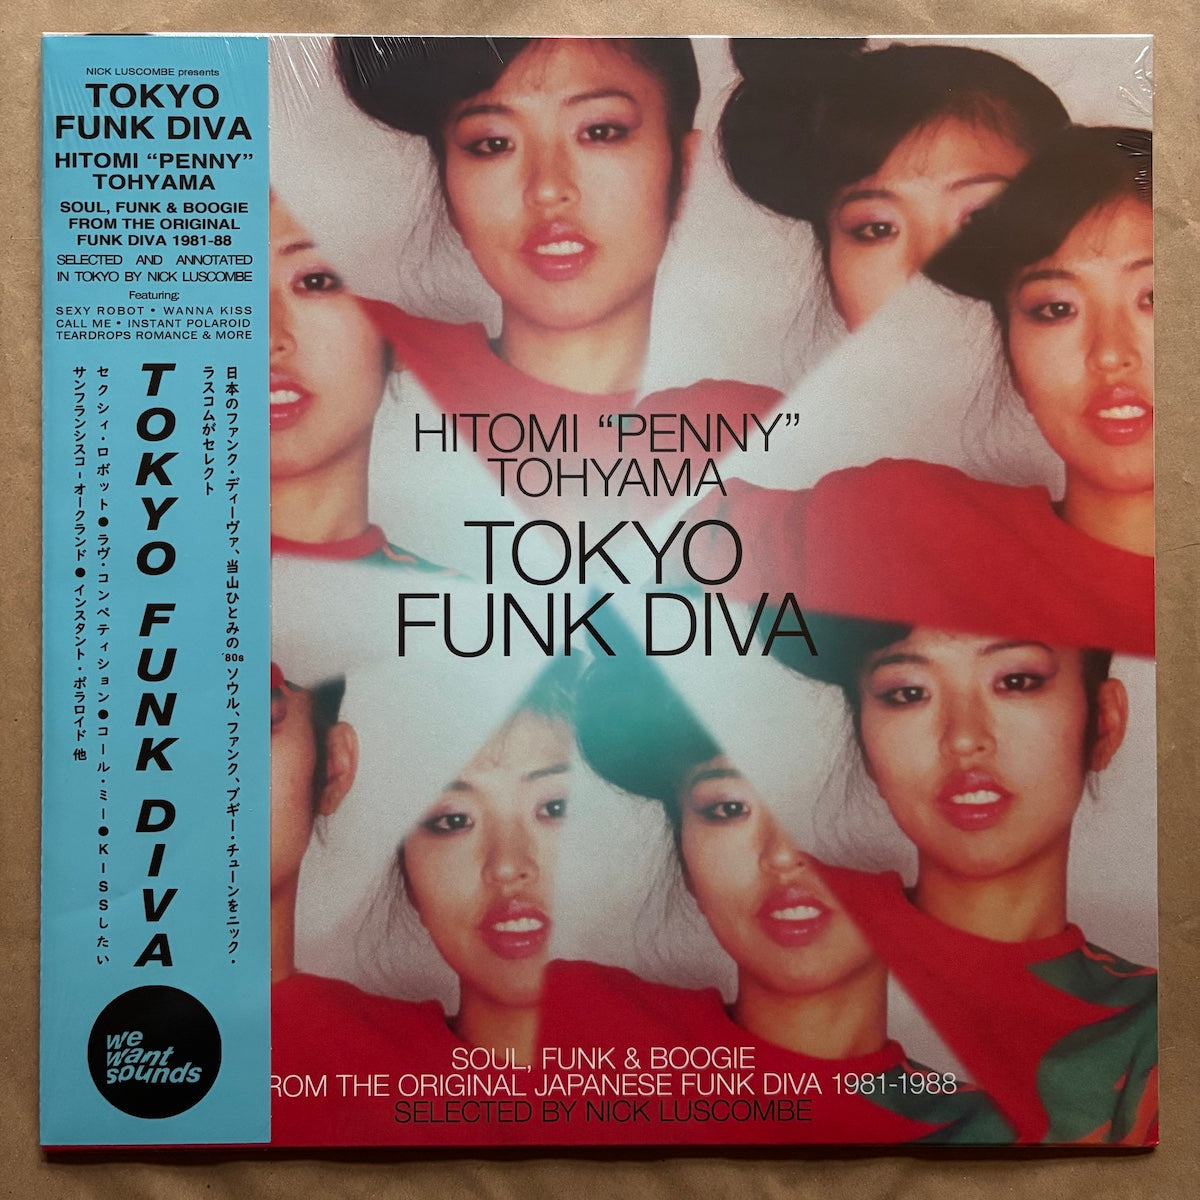 NICK LUSCOMBE presents
TOKYO
FUNK DIVA
HITOMI “PENNY”
TOHYAMA
SOUL, FUNK & BOOGIE
FROM THE ORIGINAL
FUNK DIVA 1981-88
SELECTED AND ANNOTATED
IN TOKYO BY NICK LUSCOMBE
Featuring:
SEXY ROBOT • WANNA KISS
CALL ME • INSTANT POLAROID
TEARDROPS ROMANCE & MORE
日本のファンク・ディーヴァ、当山ひとみの'80sソウル、ファンク、ブギー・チューンをニック・
ラスコムがセレクト
TOKYO FUNK DIVA
セクシィ・ロボット●ラヴ・コンペティション●コール・ミー●KISSしたい
サンフランシスコ-オークランド●インスタント・ポラロイド 他
we
want
sounds
HITOMI “PENNY”
TOHYAMA
TOKYO
FUNK DIVA
SOUL, FUNK & BOOGIE
ROM THE ORIGINAL JAPANESE FUNK DIVA 1981-1988
SELECTED BY NICK LUSCOMBE